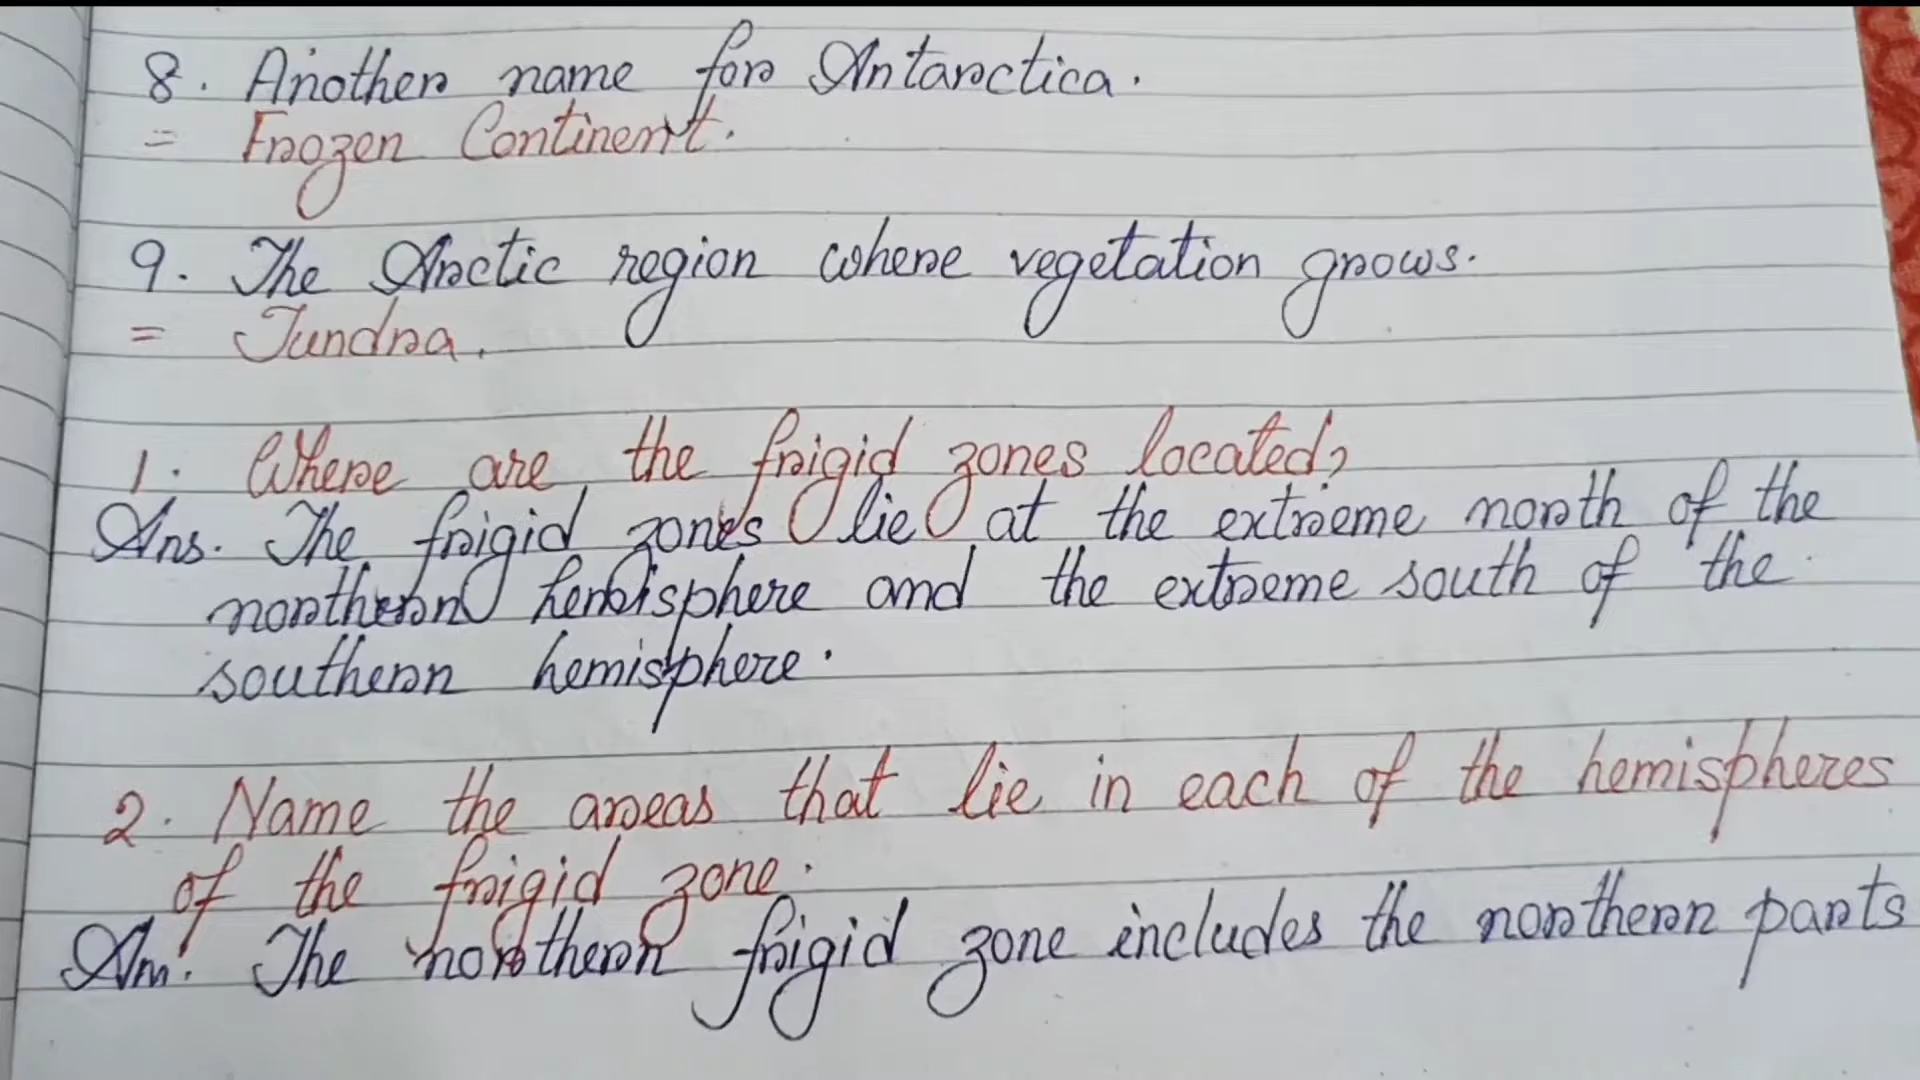 8. Another name for Antarctica.
= Frozen Continent.
9. The Arctic region where vegetation grows.
= Tundra.
1. Where are the frigid zones located?
Ans. The frigid zones lie at the extreme north of the
northern hemisphere and the extreme south of the
southern hemisphere.
2. Name the areas that lie in each of the hemispheres
of the frigid zone.
Ans. The northern frigid zone includes the northern parts